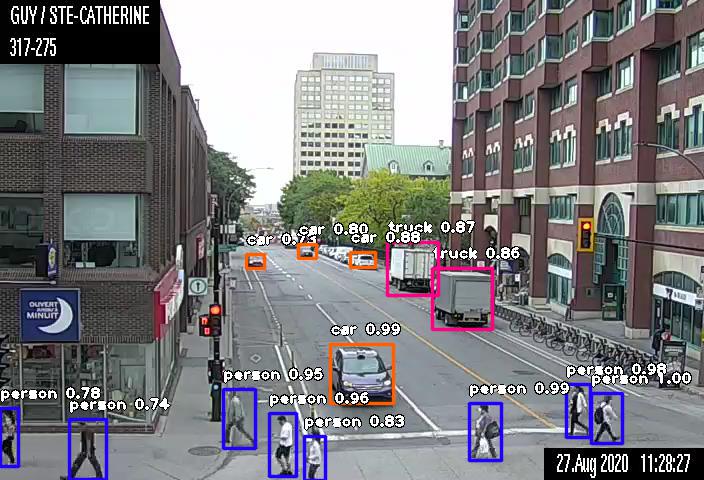 GUY / STE-CATHERINE
317-275
truck 0.87
car 0.80
car 0.73
car 0.88
truck 0.86
OUVERT
MINUIT
car 0.99
person 0.95
person 0.98
person 0.99
person 1.00
person 0.78
person 0.74
person 0.96
person 0.83
27.Aug 2020 11:28:27